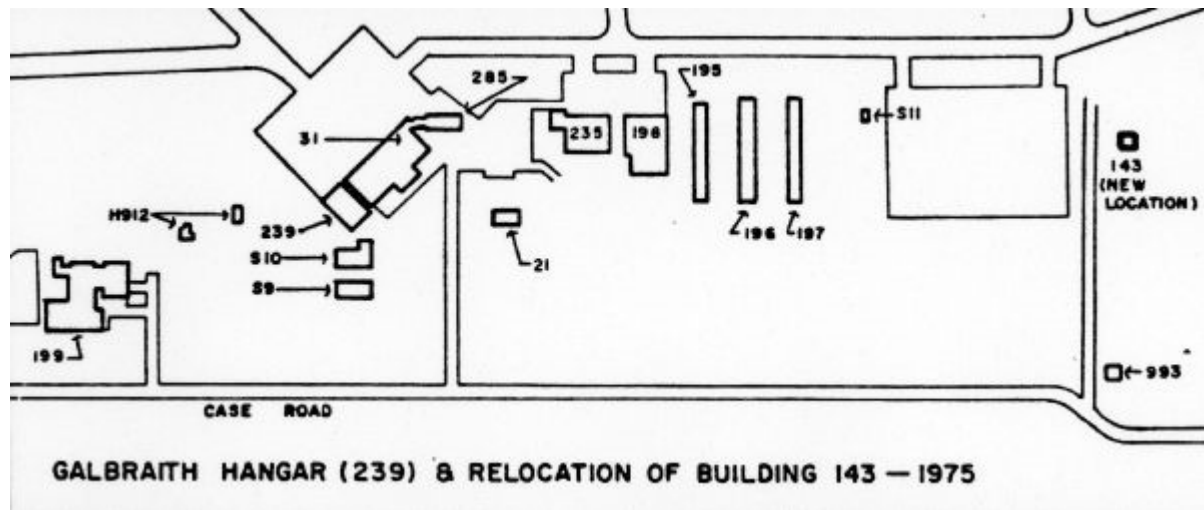 285
195
31
235
198
S11
143
(NEW
LOCATION)
H912
239
196
197
S10
21
S9
199
993
CASE ROAD
GALBRAITH HANGAR (239) & RELOCATION OF BUILDING 143 — 1975